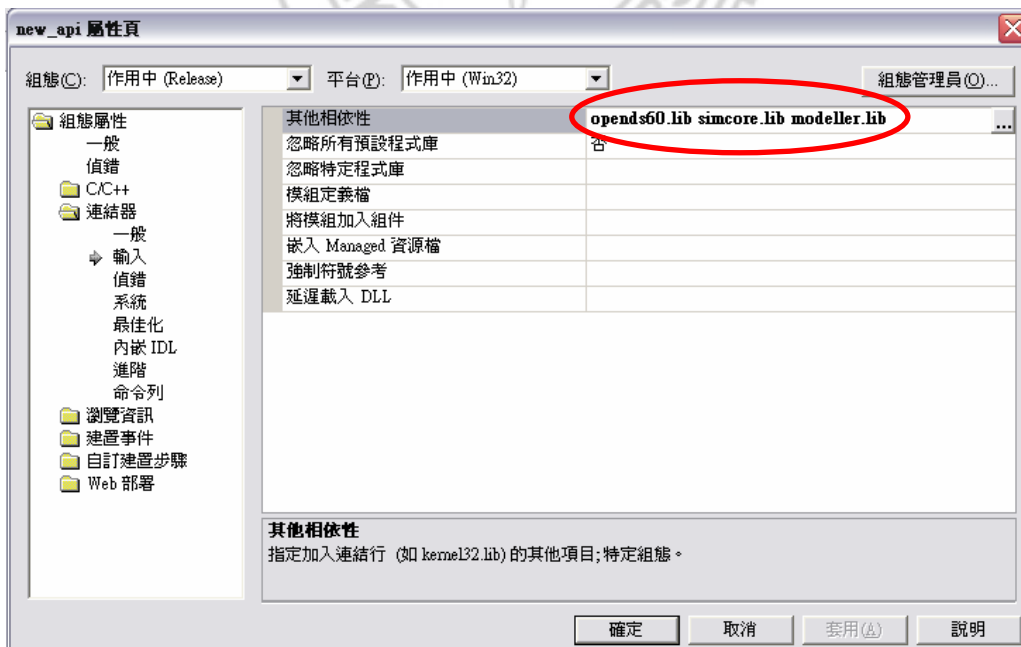 new_api 屬性頁
組態(C): 作用中 (Release) 平台(P): 作用中 (Win32) 組態管理員(O)...
組態屬性
一般
偵錯
C/C++
連結器
一般
輸入
偵錯
系統
最佳化
內嵌 IDL
進階
命令列
瀏覽資訊
建置事件
自訂建置步驟
Web 部署
其他相依性 opends60.lib simcore.lib modeller.lib ...
忽略所有預設程式庫 否
忽略特定程式庫
模組定義檔
將模組加入組件
嵌入 Managed 資源檔
強制符號參考
延遲載入 DLL
其他相依性
指定加入連結行 (如 kernel32.lib) 的其他項目;特定組態。
確定 取消 套用(A) 說明